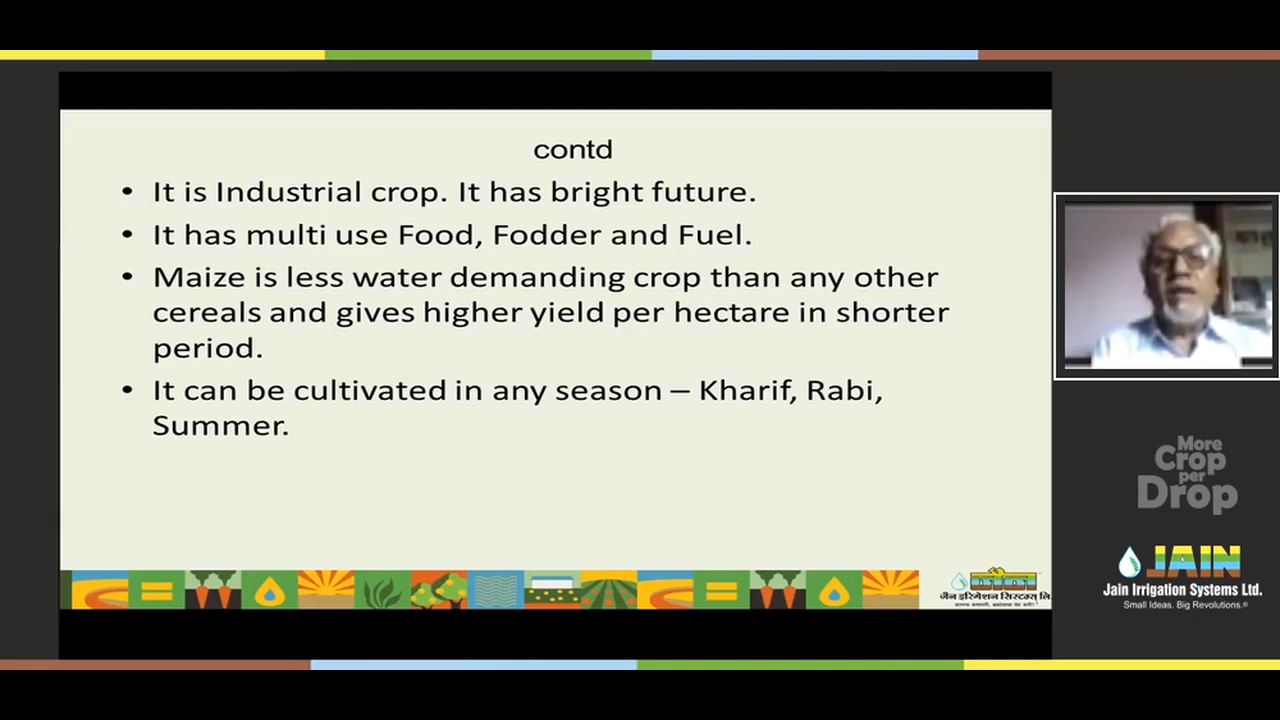 contd
• It is Industrial crop. It has bright future.
• It has multi use Food, Fodder and Fuel.
• Maize is less water demanding crop than any other
cereals and gives higher yield per hectare in shorter
period.
• It can be cultivated in any season – Kharif, Rabi,
Summer.
More
Crop
per
Drop
JAIN
Jain Irrigation Systems Ltd.
Small Ideas. Big Revolutions.®
जैन
जैन इरिगेशन सिस्टम्स् लि.